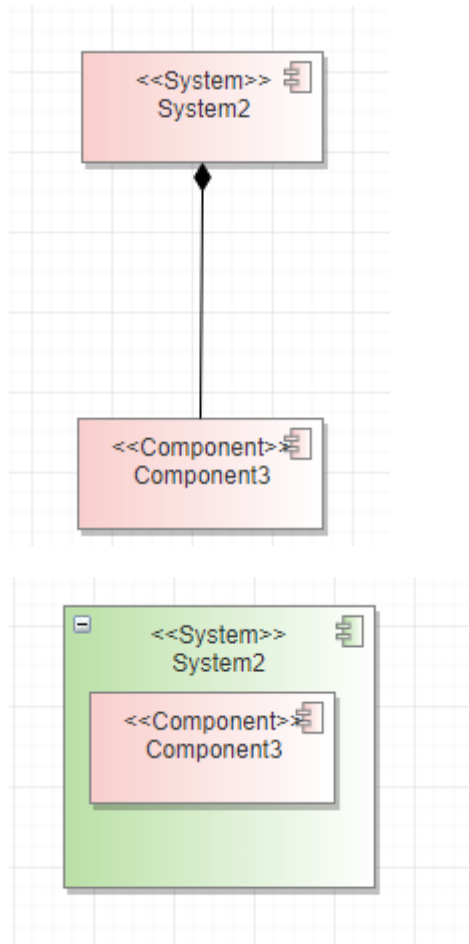 <<System>>
System2
<<Component>>
Component3
<<System>>
System2
<<Component>>
Component3